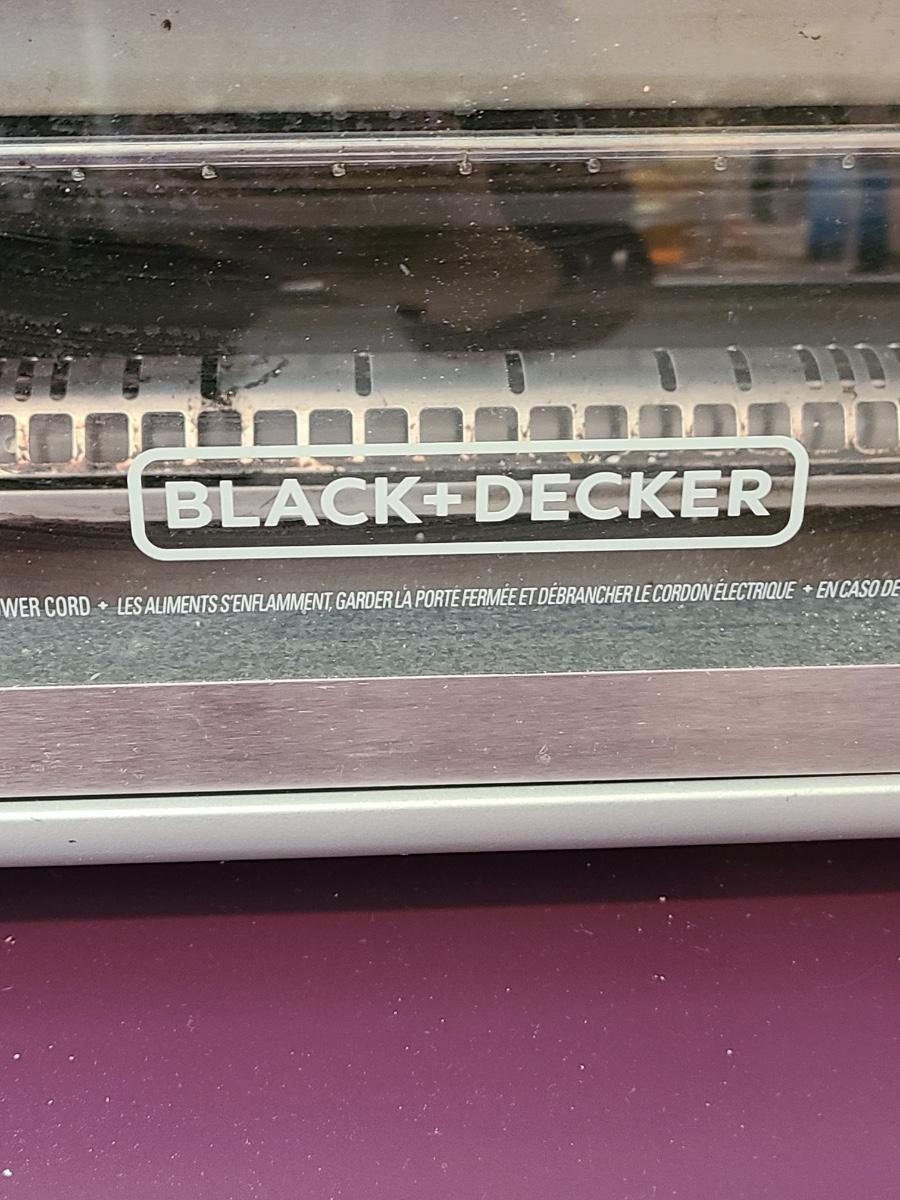 BLACK+DECKER
WER CORD + LES ALIMENTS S'ENFLAMMENT, GARDER LA PORTE FERMÉE ET DÉBRANCHER LE CORDON ÉLECTRIQUE + EN CASO DE